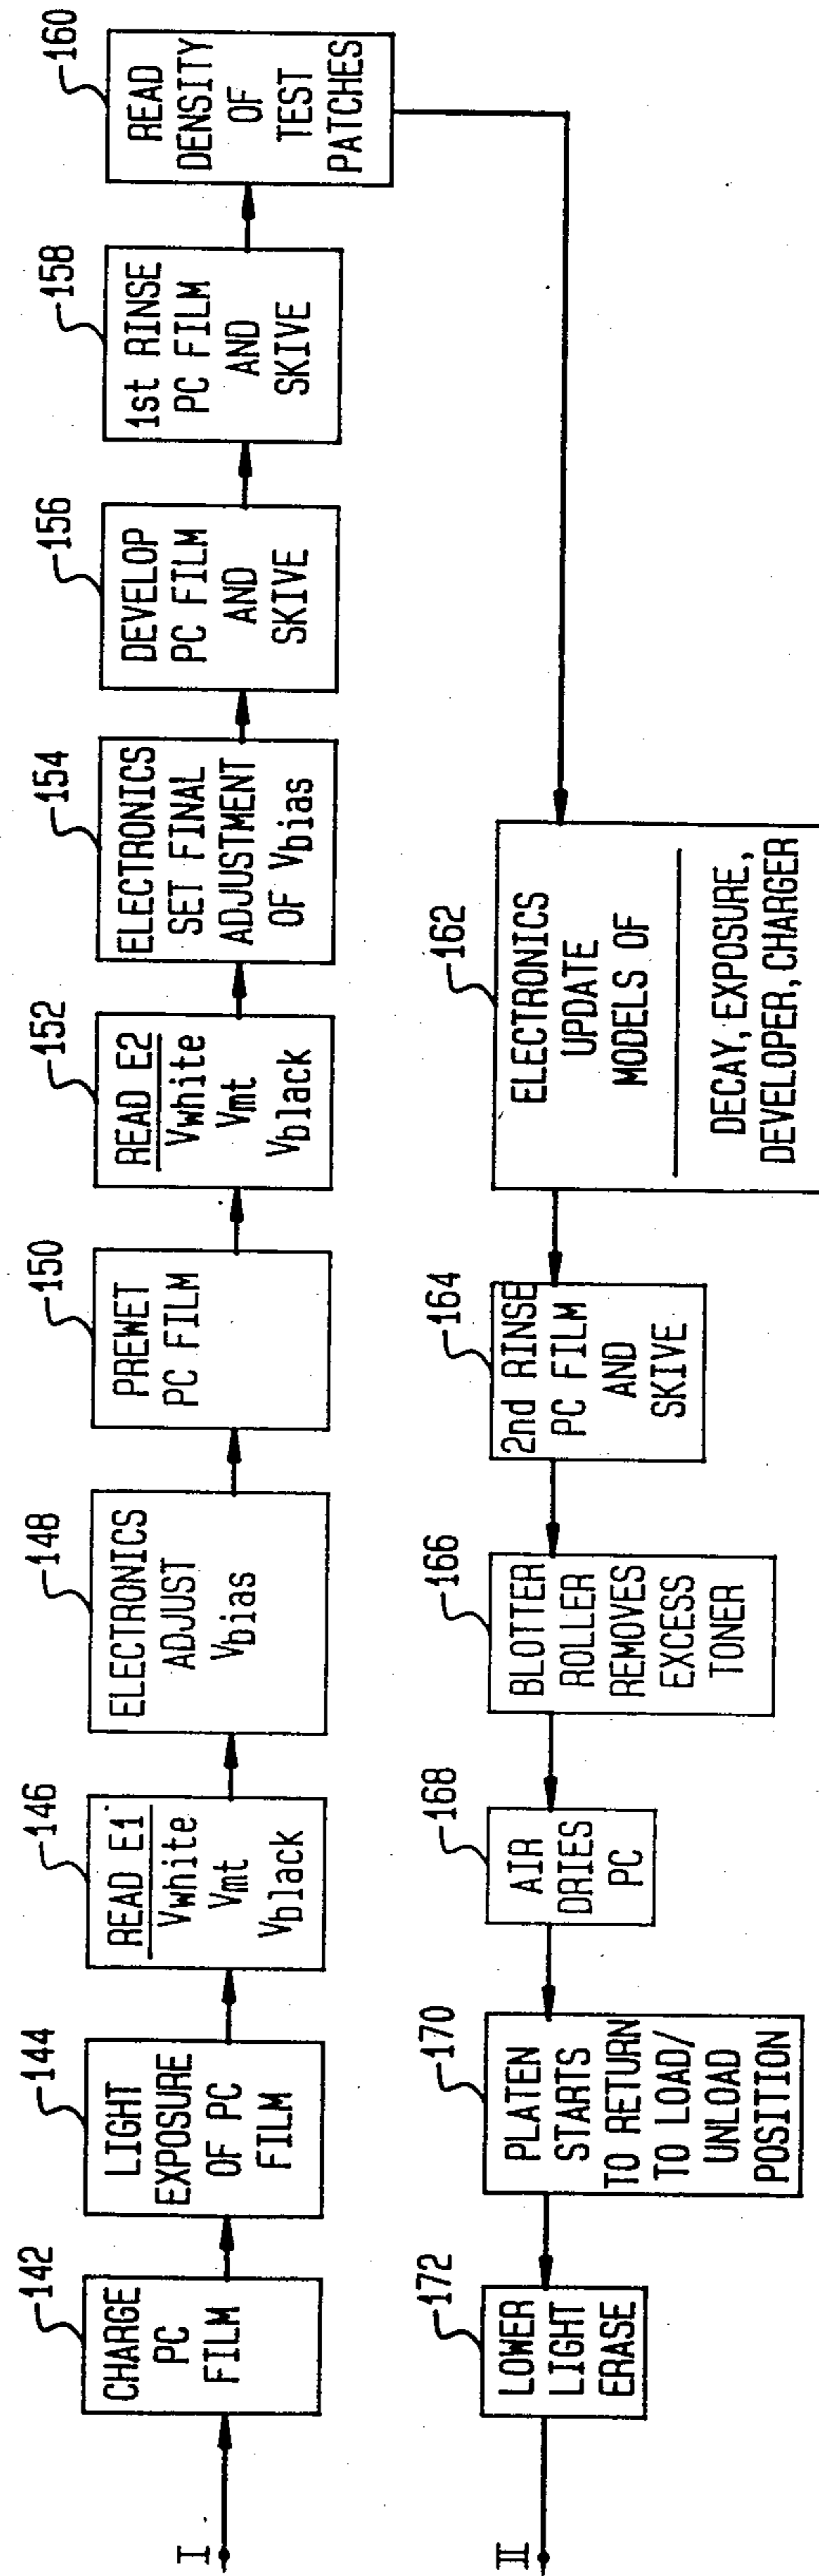 I
142
CHARGE
PC
FILM
144
LIGHT
EXPOSURE
OF PC
FILM
146
READ E1
Vwhite
Vmt
Vblack
148
ELECTRONICS
ADJUST
Vbias
150
PREWET
PC FILM
152
READ E2
Vwhite
Vmt
Vblack
154
ELECTRONICS
SET FINAL
ADJUSTMENT
OF Vbias
156
DEVELOP
PC FILM
AND
SKIVE
158
1st RINSE
PC FILM
AND
SKIVE
160
READ
DENSITY
OF
TEST
PATCHES
162
ELECTRONICS
UPDATE
MODELS OF
DECAY, EXPOSURE,
DEVELOPER, CHARGER
164
2nd RINSE
PC FILM
AND
SKIVE
166
BLOTTER
ROLLER
REMOVES
EXCESS
TONER
168
AIR
DRIES
PC
170
PLATEN
STARTS
TO RETURN
TO LOAD/
UNLOAD
POSITION
172
LOWER
LIGHT
ERASE
II